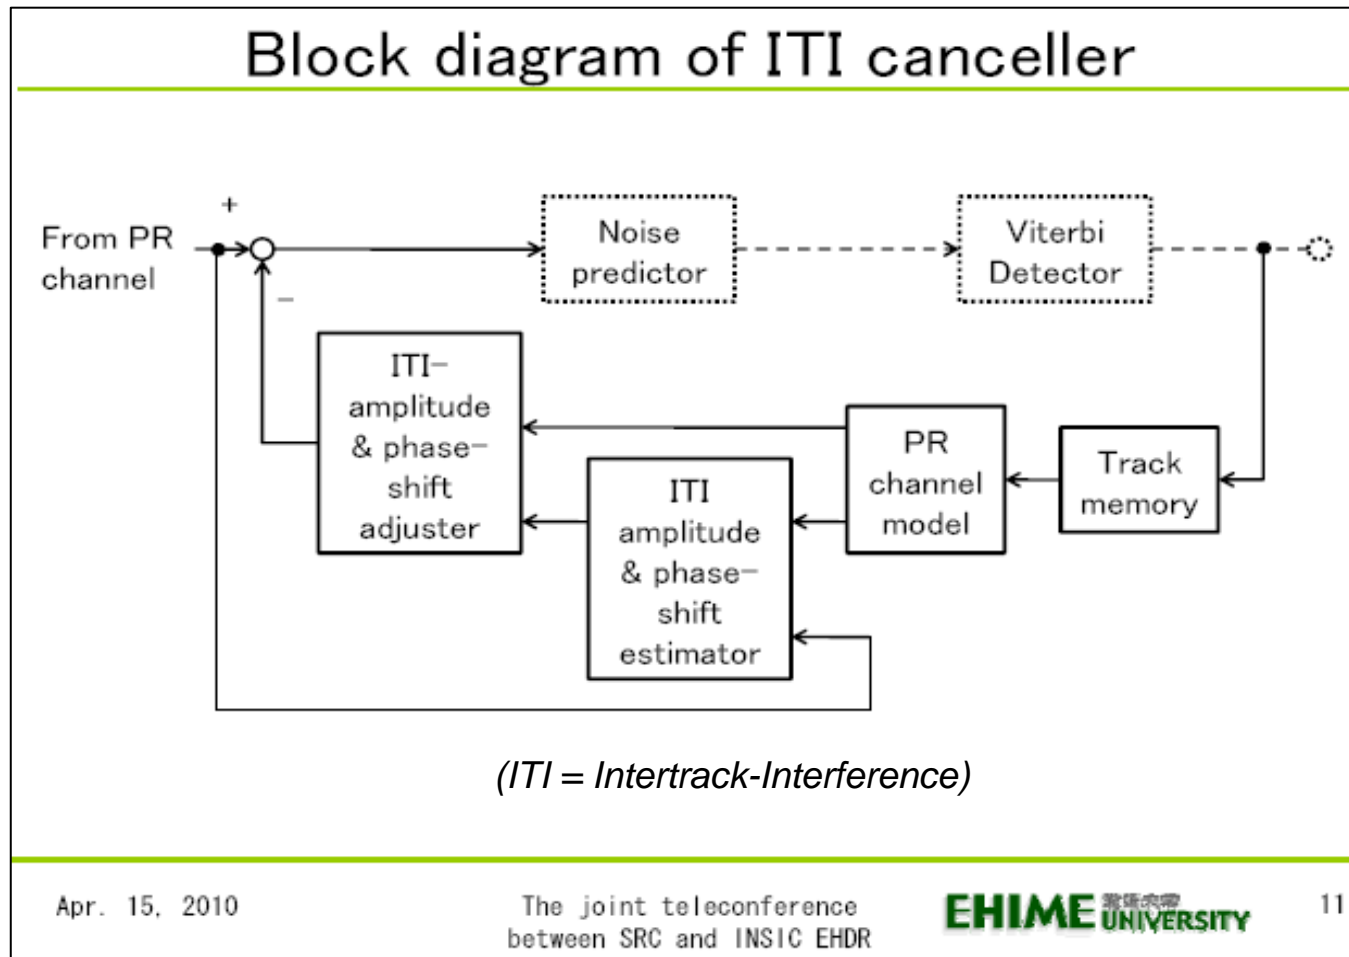 Block diagram of ITI canceller
+
From PR
channel
−
Noise
predictor
Viterbi
Detector
ITI−
amplitude
& phase−
shift
adjuster
ITI
amplitude
& phase−
shift
estimator
PR
channel
model
Track
memory
(ITI = Intertrack-Interference)
Apr. 15, 2010
The joint teleconference
between SRC and INSIC EHDR
EHIME UNIVERSITY
11